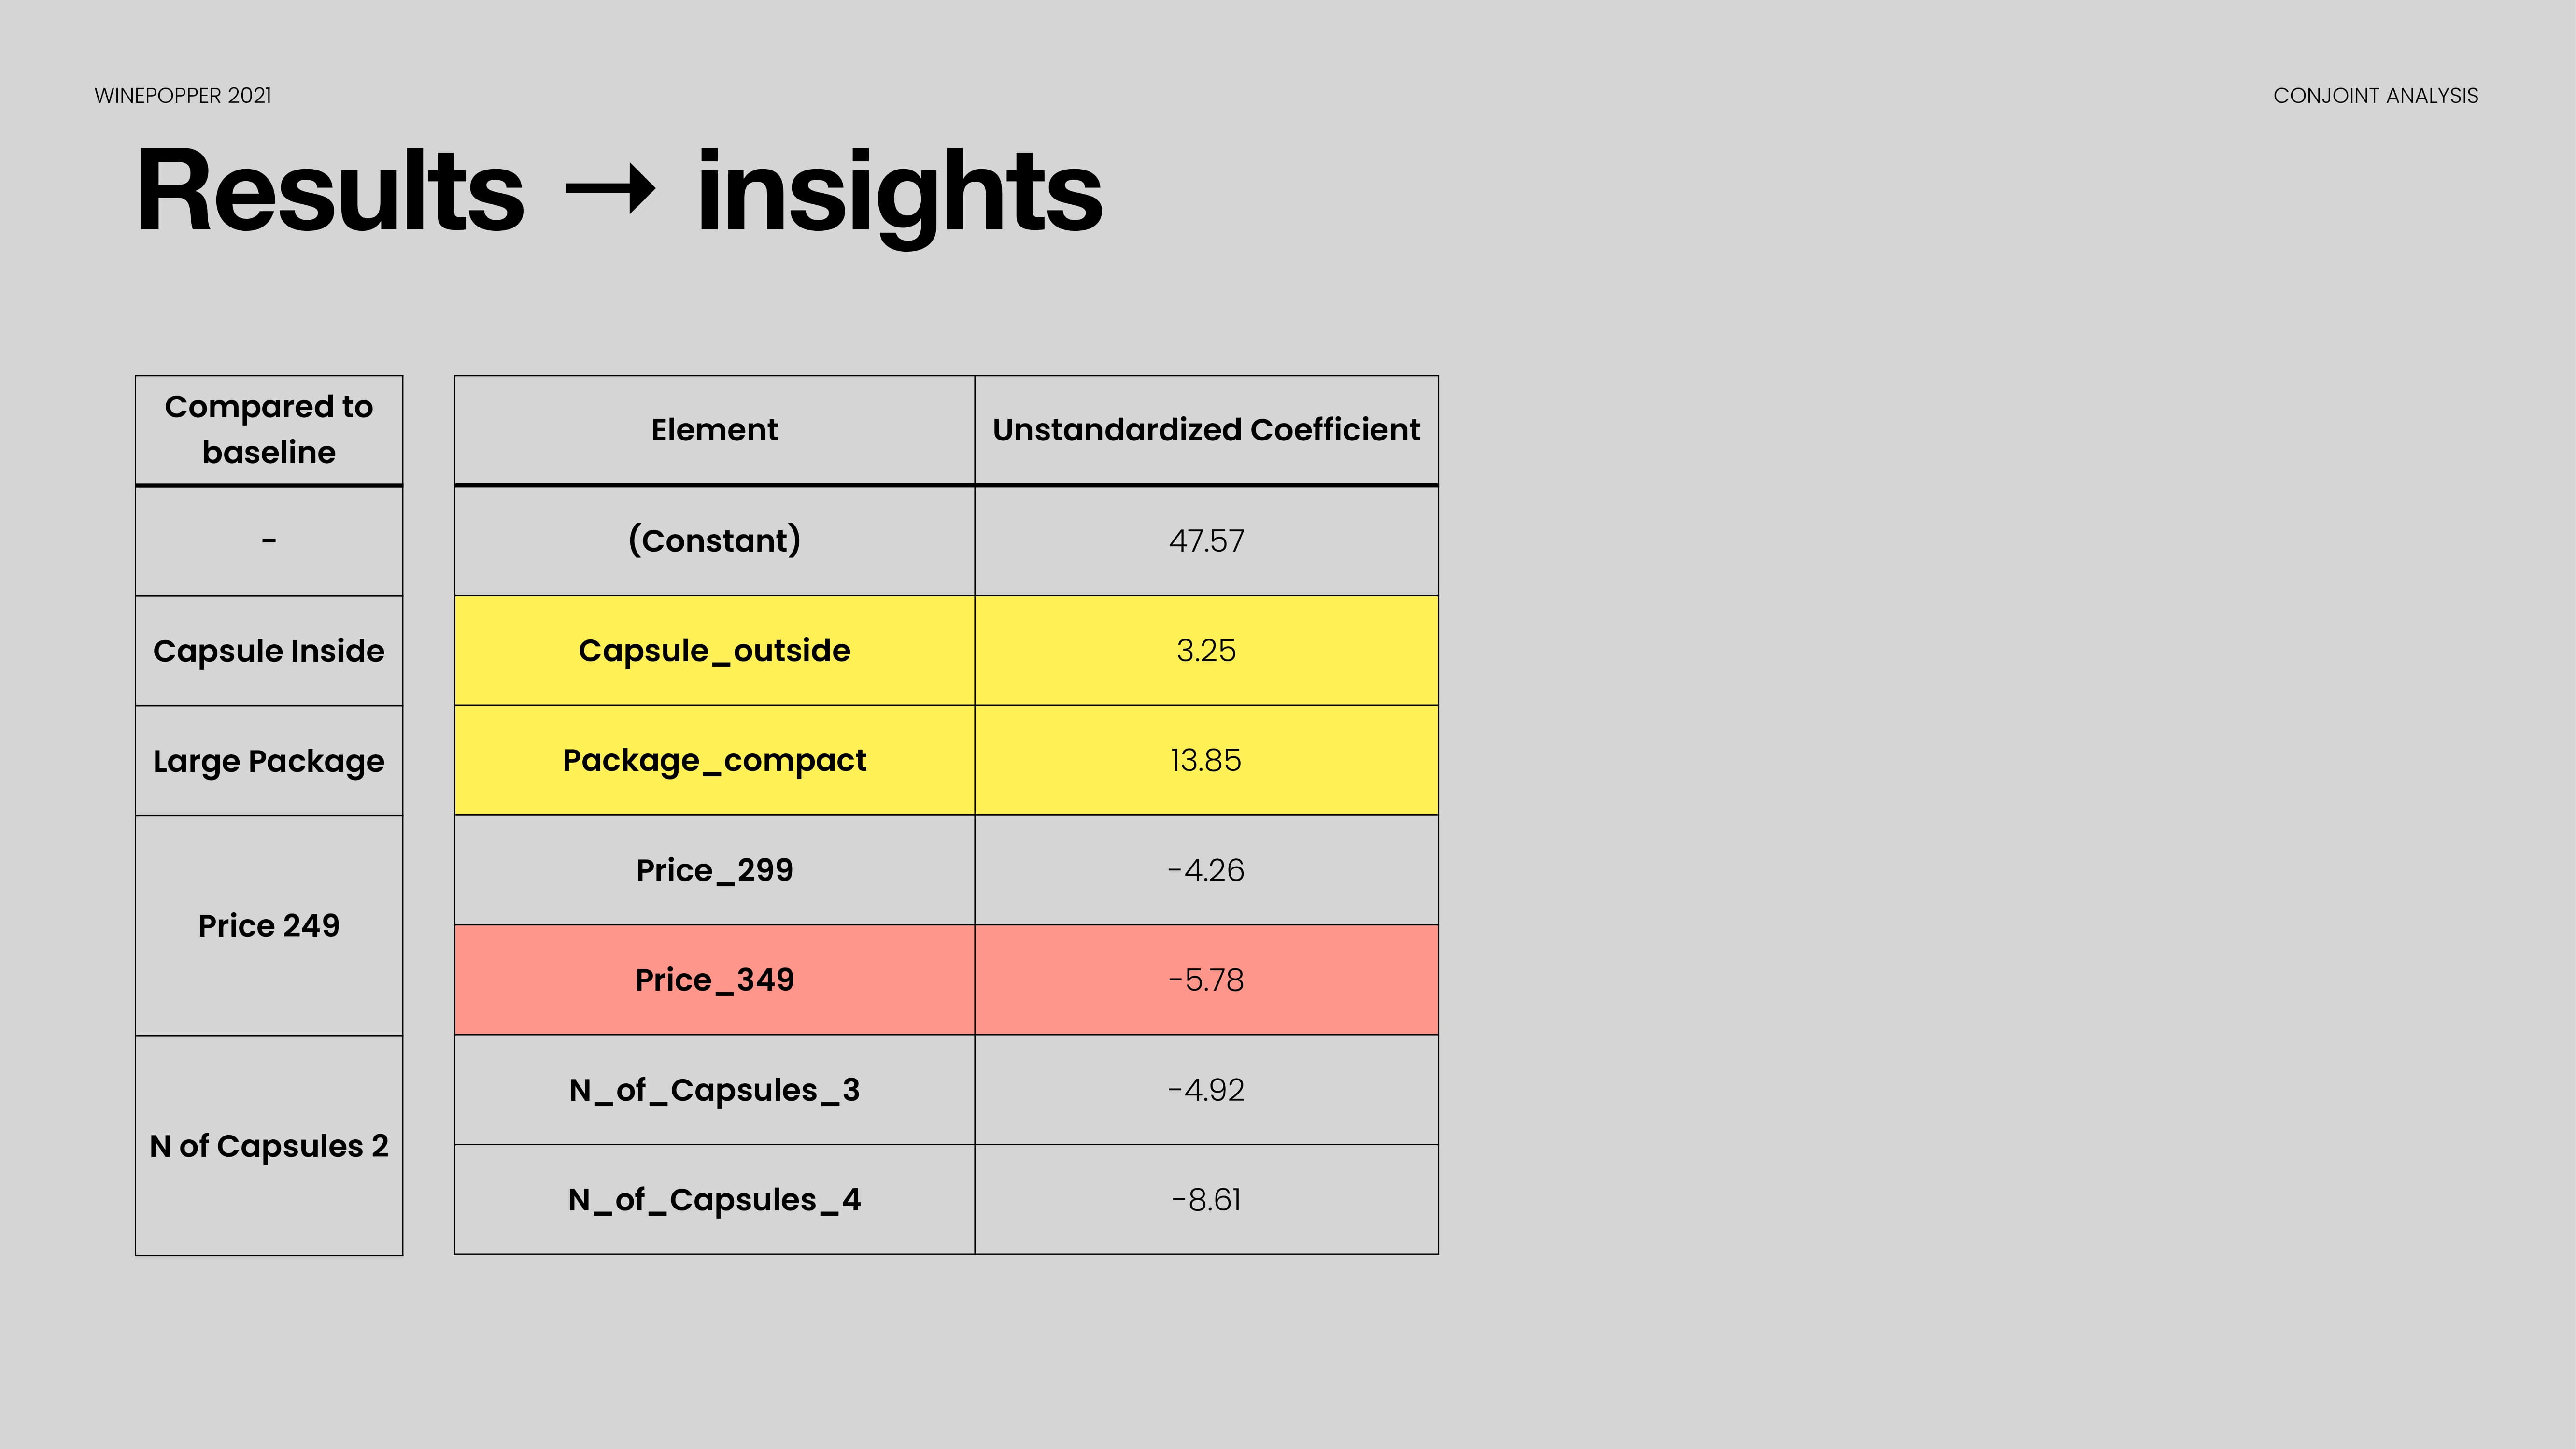 WINEPOPPER 2021
CONJOINT ANALYSIS
Results → insights
Compared to
baseline
Element
Unstandardized Coefficient
-
(Constant)
47.57
Capsule Inside
Capsule_outside
3.25
Large Package
Package_compact
13.85
Price 249
Price_299
-4.26
Price_349
-5.78
N of Capsules 2
N_of_Capsules_3
-4.92
N_of_Capsules_4
-8.61